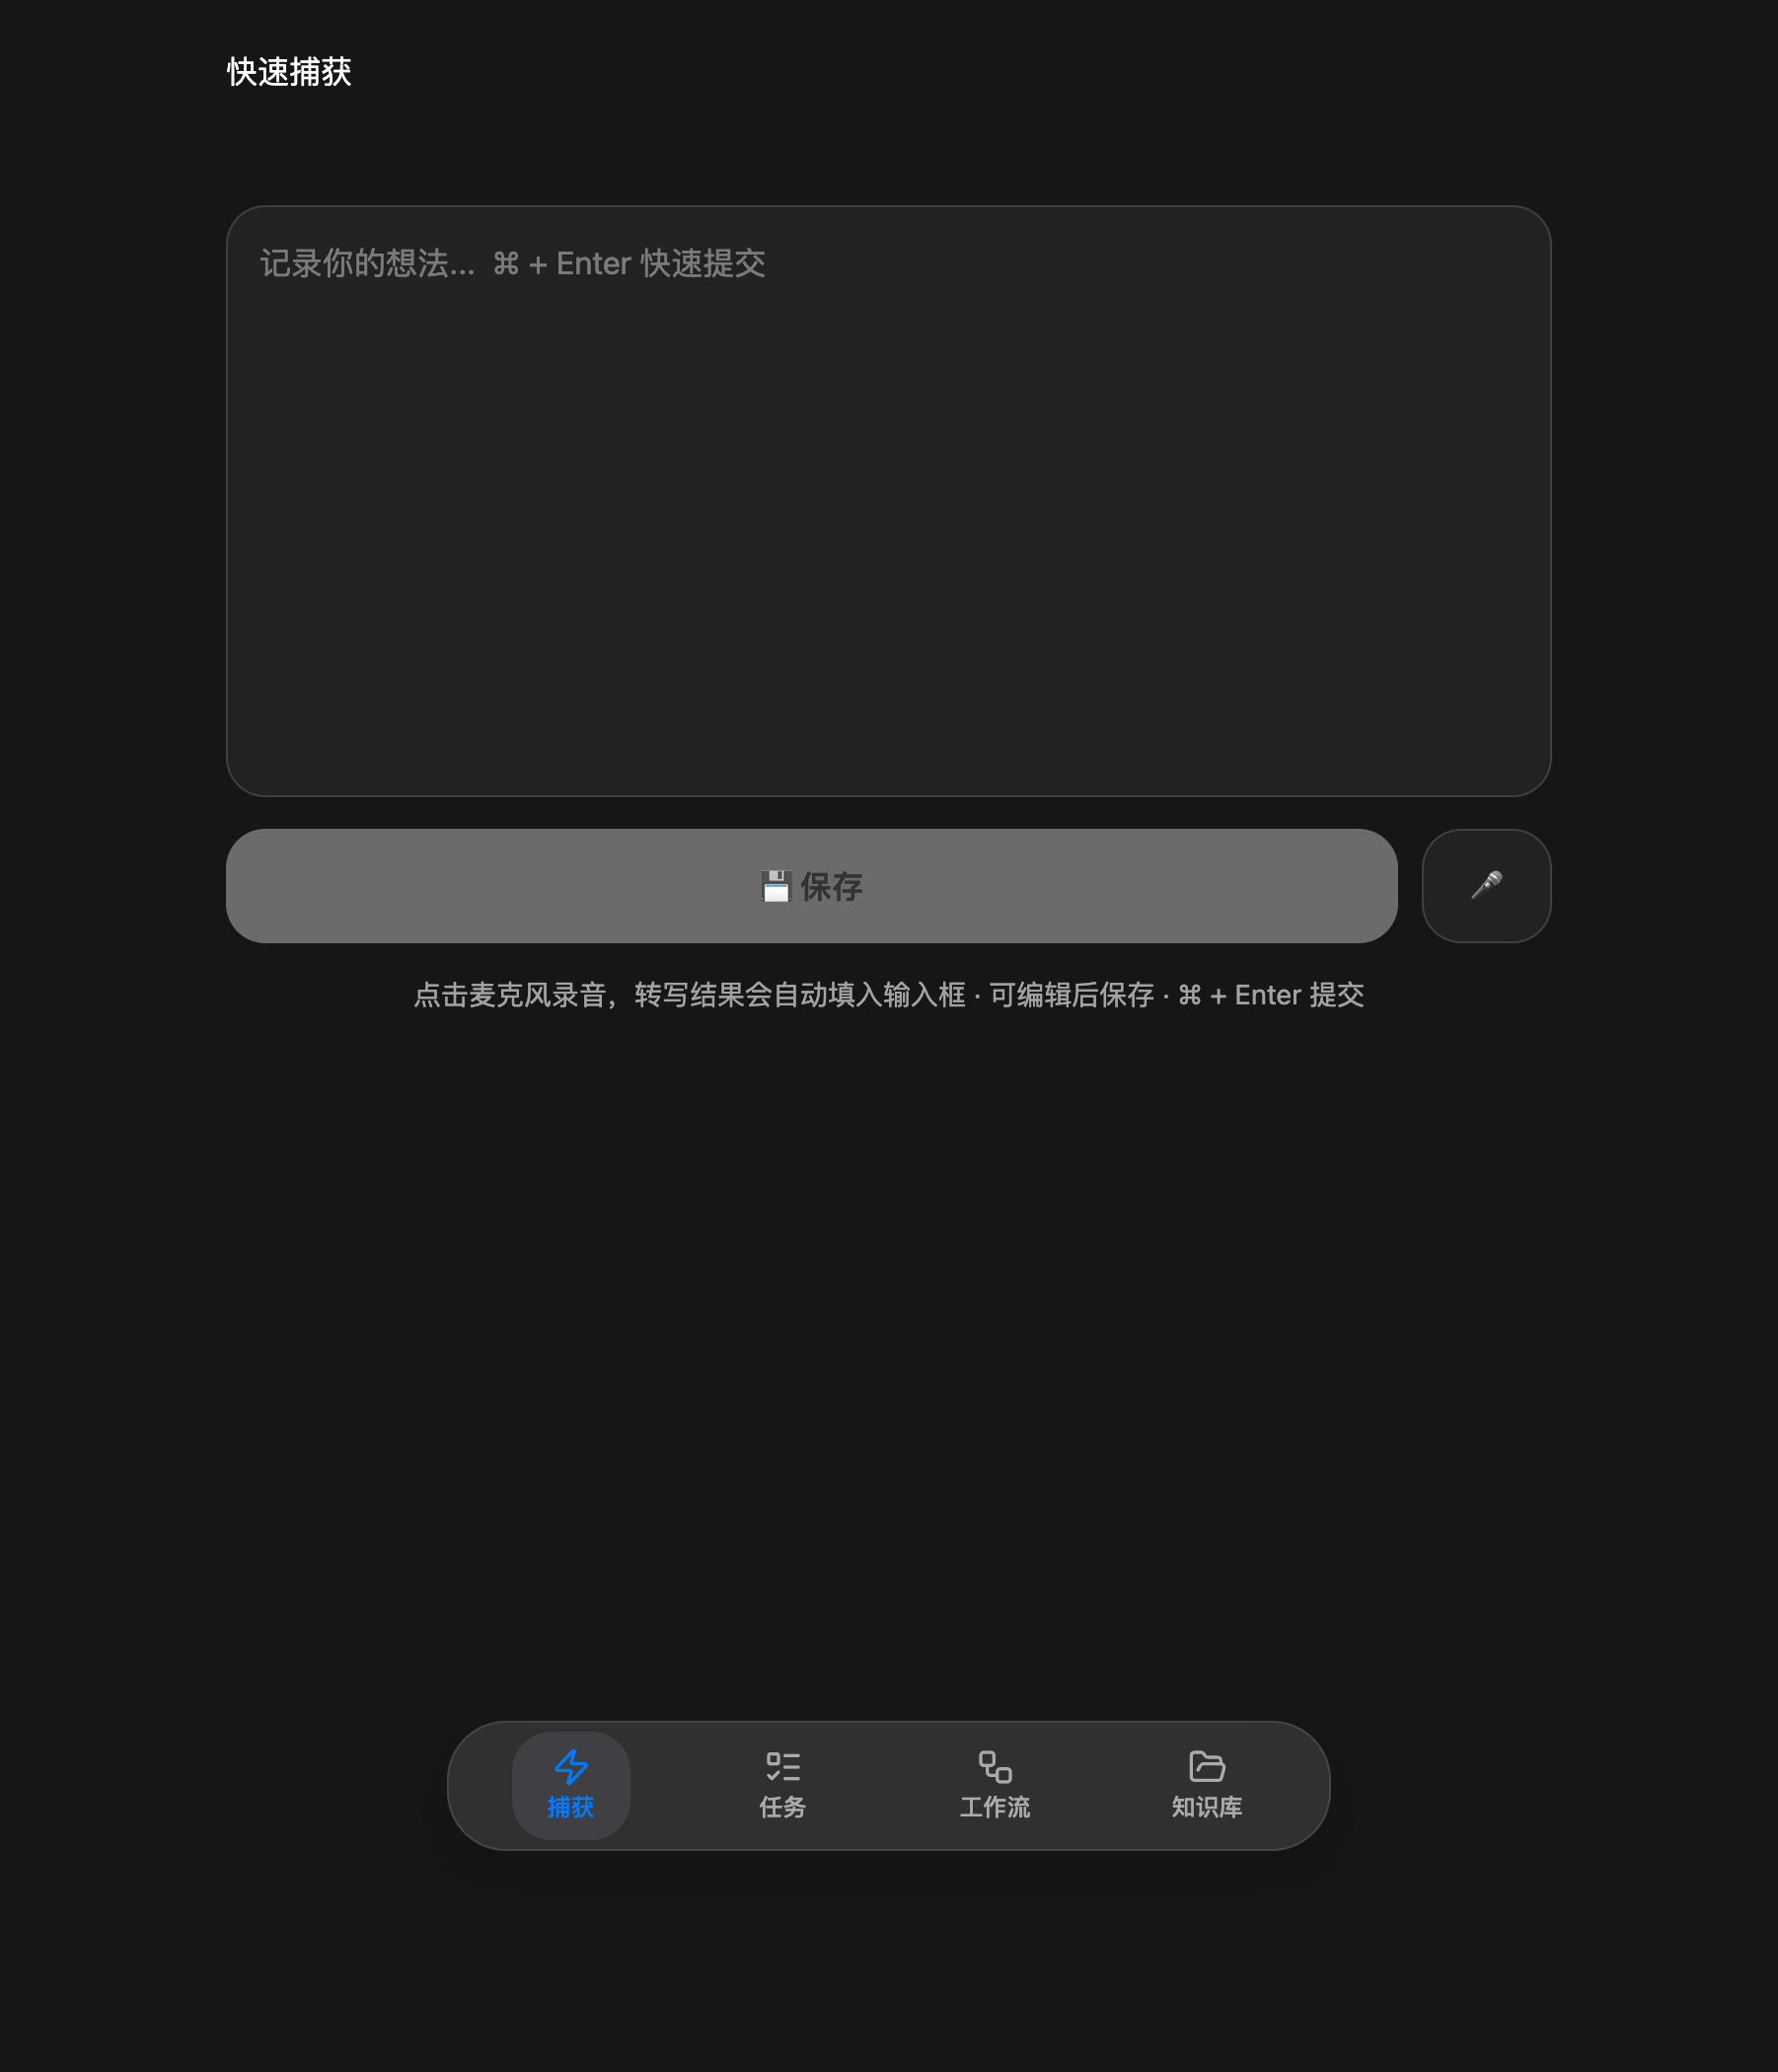 快速捕获
记录你的想法... ⌘ + Enter 快速提交
💾 保存
🎤
点击麦克风录音，转写结果会自动填入输入框 · 可编辑后保存 · ⌘ + Enter 提交
捕获
任务
工作流
知识库